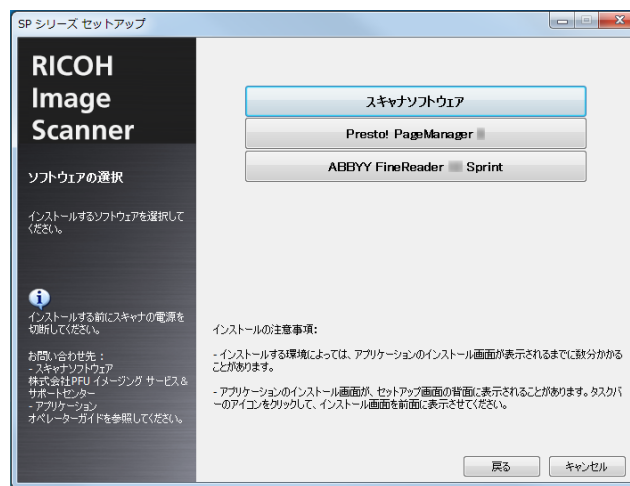 SP シリーズ セットアップ
RICOH
Image
Scanner
ソフトウェアの選択
インストールするソフトウェアを選択して
ください。
インストールする前にスキャナの電源を
切断してください。
お問い合わせ先：
- スキャナソフトウェア
株式会社PFU イメージング サービス＆
サポートセンター
- アプリケーション
オペレーターガイドを参照してください。
スキャナソフトウェア
Presto! PageManager
ABBYY FineReader Sprint
インストールの注意事項:
- インストールする環境によっては、アプリケーションのインストール画面が表示されるまでに数分かかる
ことがあります。
- アプリケーションのインストール画面が、セットアップ画面の背面に表示されることがあります。タスクバ
ーのアイコンをクリックして、インストール画面を前面に表示させてください。
戻る
キャンセル